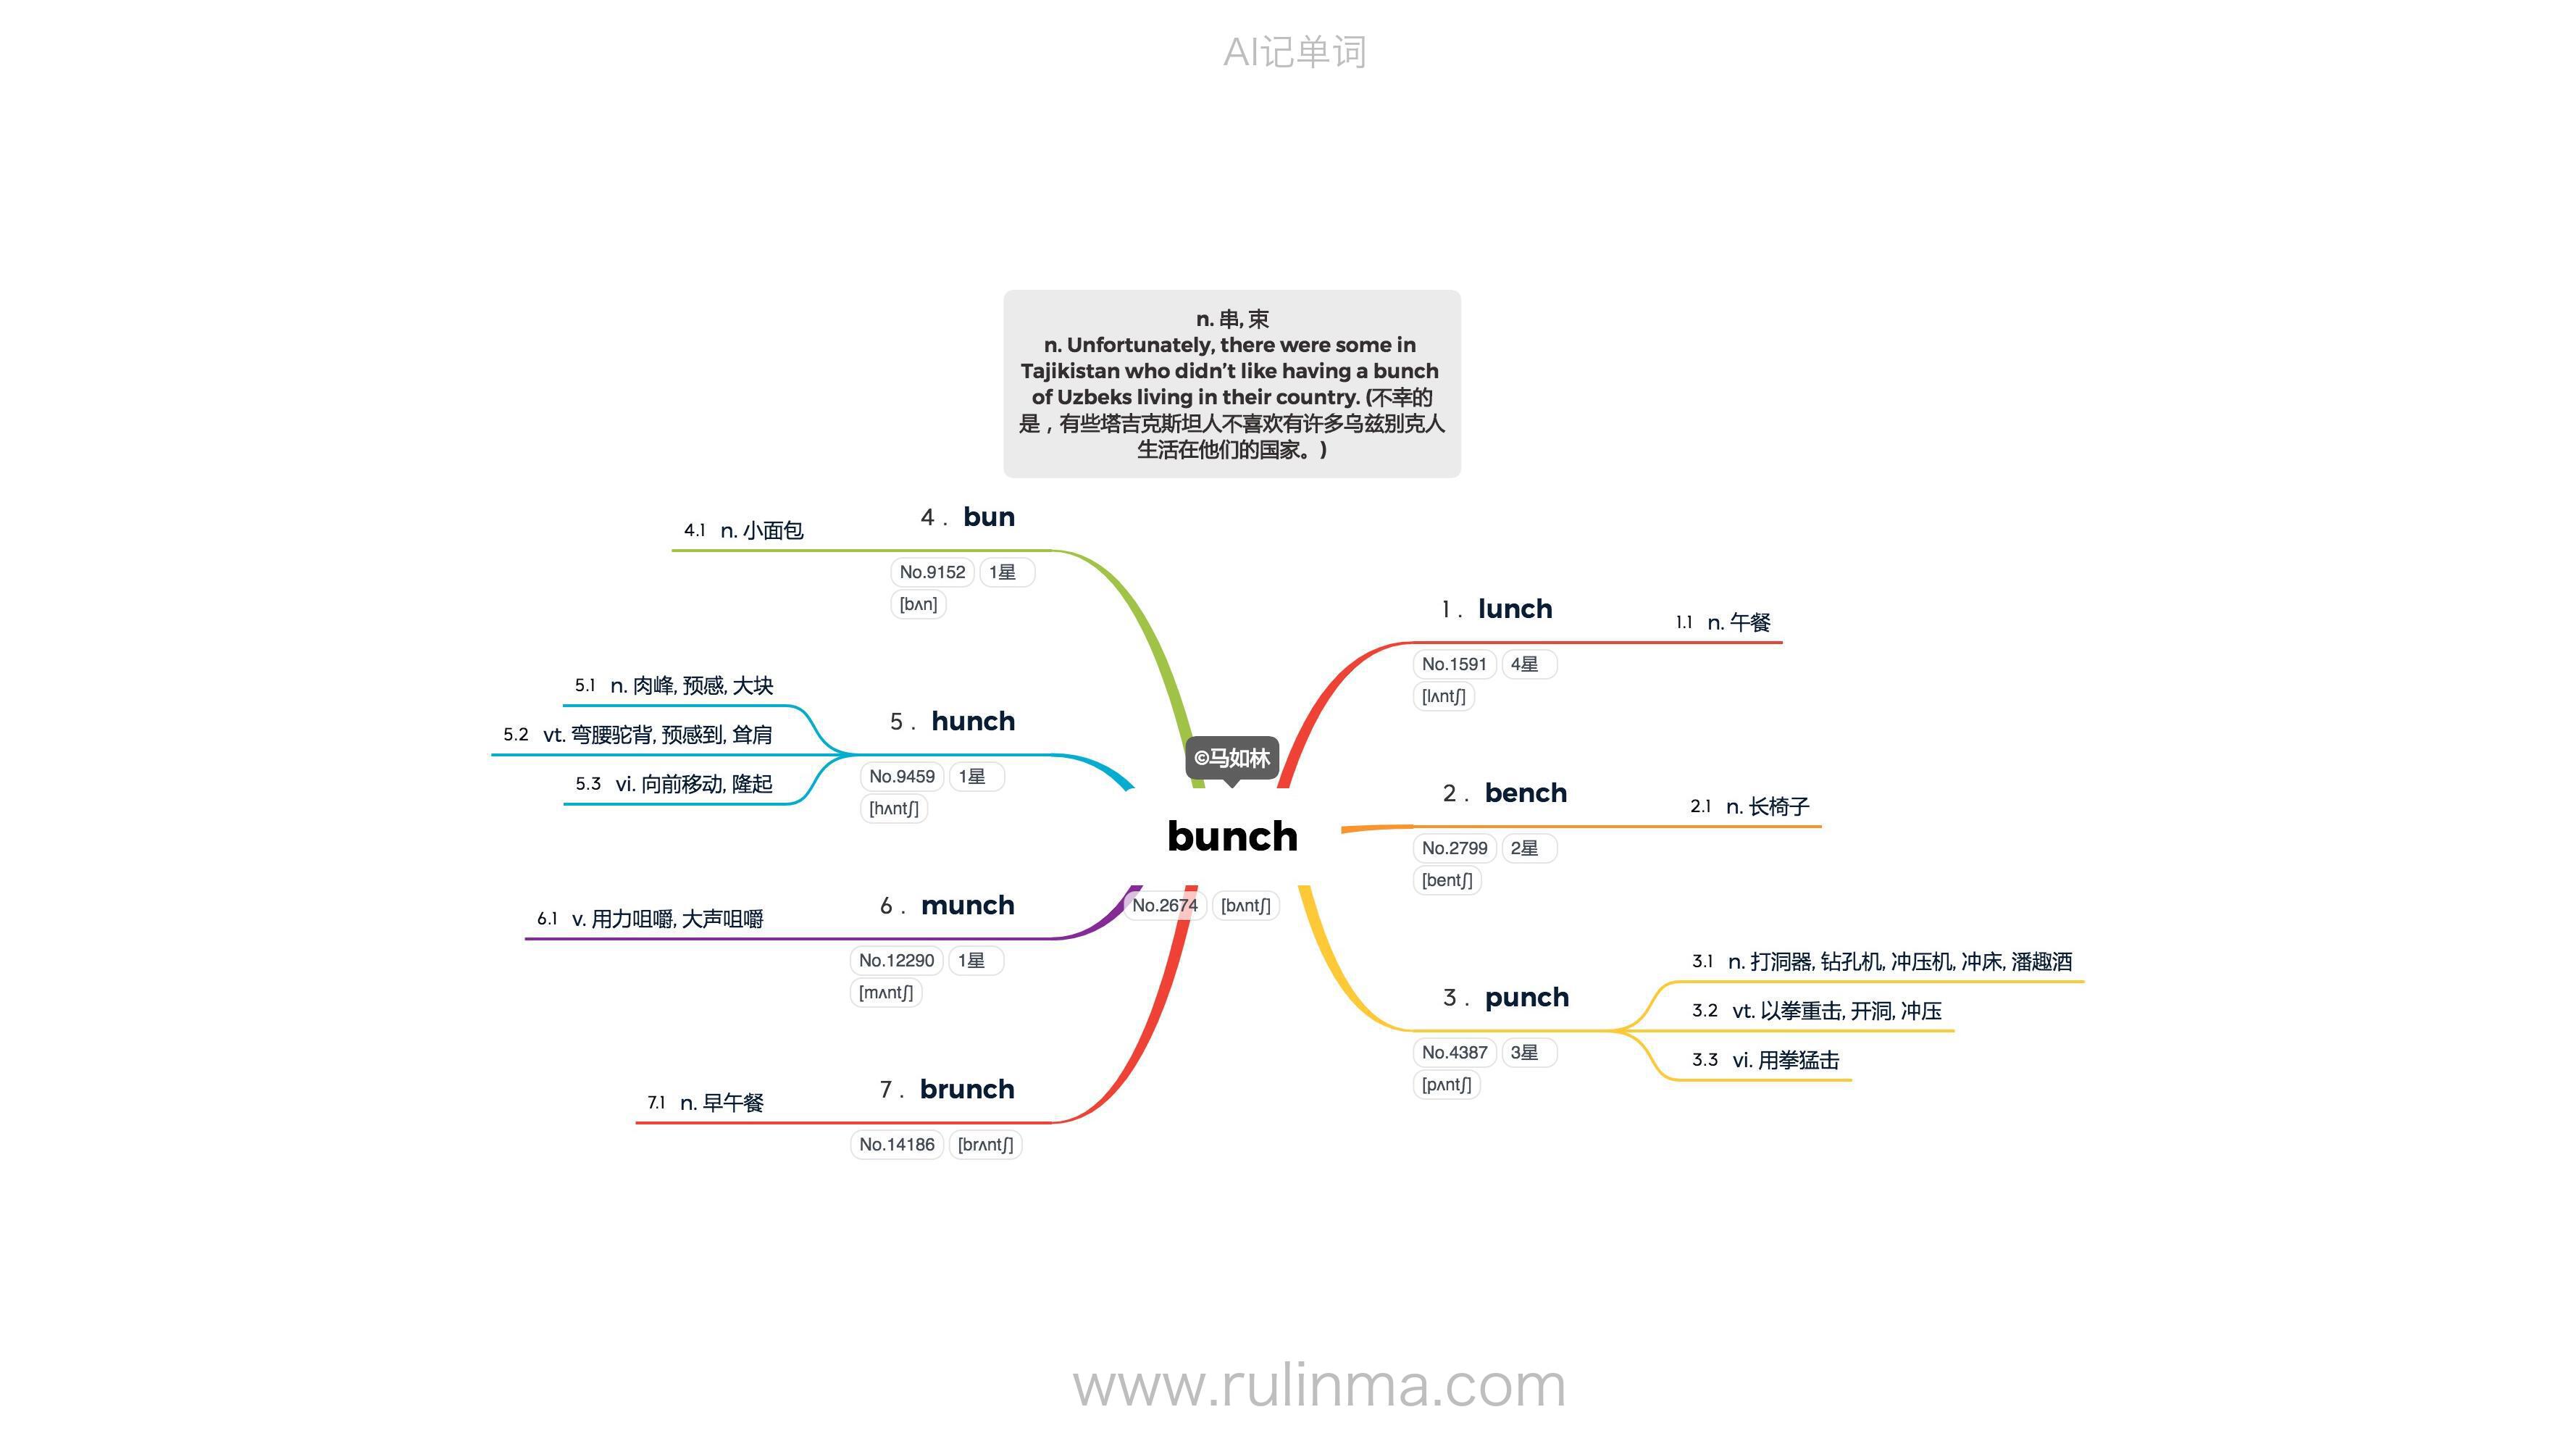 AI记单词
n. 串, 束
n. Unfortunately, there were some in
Tajikistan who didn’t like having a bunch
of Uzbeks living in their country. (不幸的
是，有些塔吉克斯坦人不喜欢有许多乌兹别克人
生活在他们的国家。)
©马如林
bunch
No.2674 [bʌntʃ]
1. lunch
No.1591 4星
[lʌntʃ]
1.1 n. 午餐
2. bench
No.2799 2星
[bentʃ]
2.1 n. 长椅子
3. punch
No.4387 3星
[pʌntʃ]
3.1 n. 打洞器, 钻孔机, 冲压机, 冲床, 潘趣酒
3.2 vt. 以拳重击, 开洞, 冲压
3.3 vi. 用拳猛击
4. bun
No.9152 1星
[bʌn]
4.1 n. 小面包
5. hunch
No.9459 1星
[hʌntʃ]
5.1 n. 肉峰, 预感, 大块
5.2 vt. 弯腰驼背, 预感到, 耸肩
5.3 vi. 向前移动, 隆起
6. munch
No.12290 1星
[mʌntʃ]
6.1 v. 用力咀嚼, 大声咀嚼
7. brunch
No.14186 [brʌntʃ]
7.1 n. 早午餐
www.rulinma.com